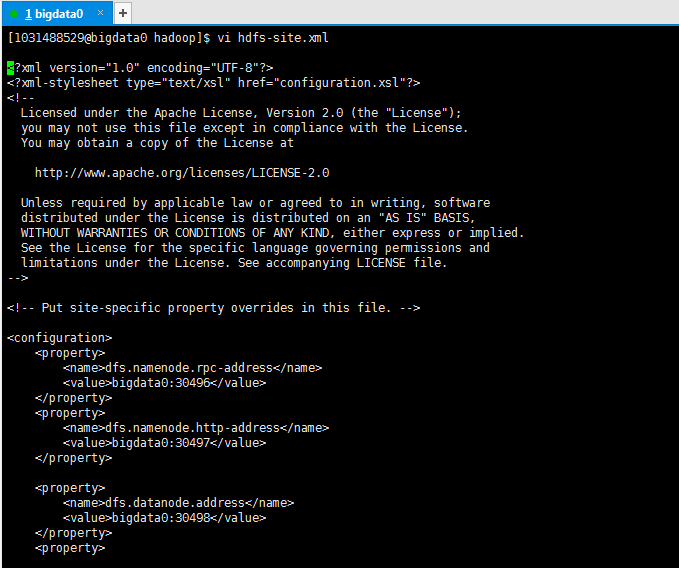 1 bigdata0
[1031488529@bigdata0 hadoop]$ vi hdfs-site.xml
<?xml version="1.0" encoding="UTF-8"?>
<?xml-stylesheet type="text/xsl" href="configuration.xsl"?>
<!--
  Licensed under the Apache License, Version 2.0 (the "License");
  you may not use this file except in compliance with the License.
  You may obtain a copy of the License at

    http://www.apache.org/licenses/LICENSE-2.0

  Unless required by applicable law or agreed to in writing, software
  distributed under the License is distributed on an "AS IS" BASIS,
  WITHOUT WARRANTIES OR CONDITIONS OF ANY KIND, either express or implied.
  See the License for the specific language governing permissions and
  limitations under the License. See accompanying LICENSE file.
-->

<!-- Put site-specific property overrides in this file. -->

<configuration>
    <property>
        <name>dfs.namenode.rpc-address</name>
        <value>bigdata0:30496</value>
    </property>
    <property>
        <name>dfs.namenode.http-address</name>
        <value>bigdata0:30497</value>
    </property>

    <property>
        <name>dfs.datanode.address</name>
        <value>bigdata0:30498</value>
    </property>
    <property>